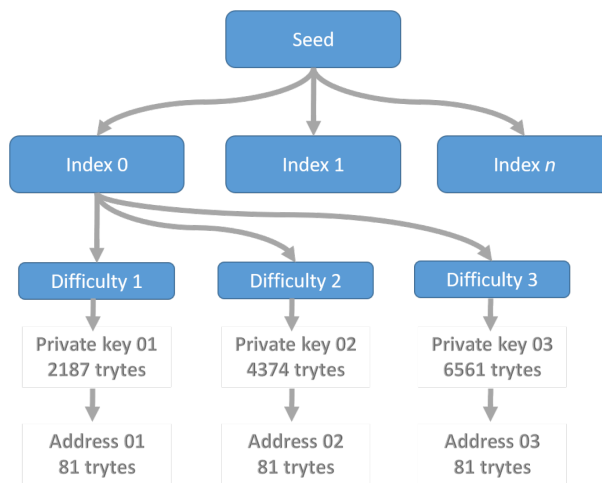 Seed
Index 0
Index 1
Index n
Difficulty 1
Difficulty 2
Difficulty 3
Private key 01
2187 trytes
Private key 02
4374 trytes
Private key 03
6561 trytes
Address 01
81 trytes
Address 02
81 trytes
Address 03
81 trytes